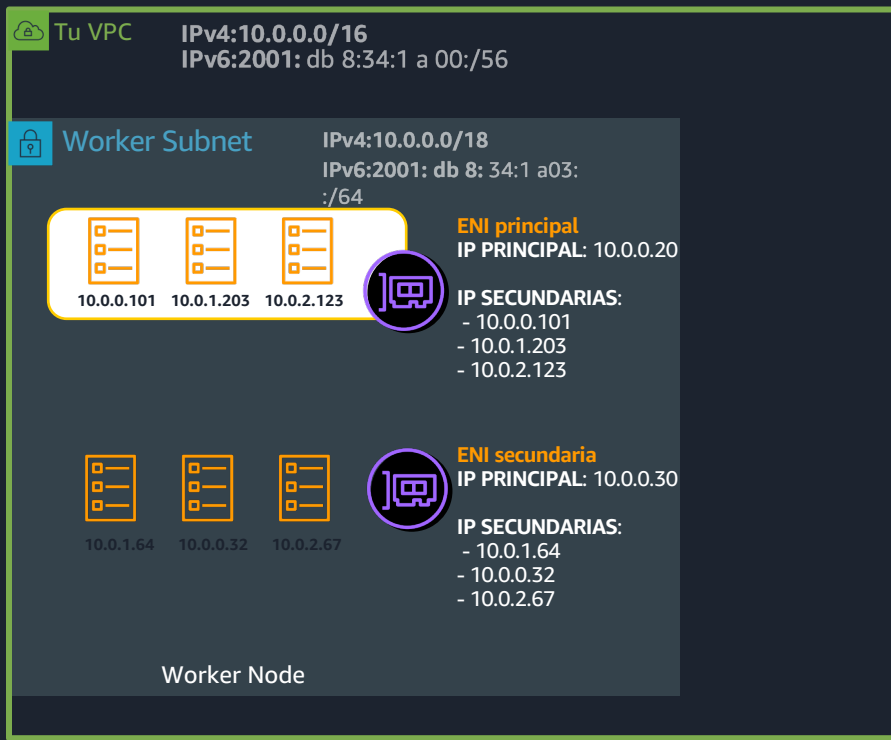 Tu VPC
IPv4:10.0.0.0/16
IPv6:2001: db 8:34:1 a 00:/56
Worker Subnet
IPv4:10.0.0.0/18
IPv6:2001: db 8: 34:1 a03:
:/64
10.0.0.101 10.0.1.203 10.0.2.123
ENI principal
IP PRINCIPAL: 10.0.0.20
IP SECUNDARIAS:
- 10.0.0.101
- 10.0.1.203
- 10.0.2.123
10.0.1.64 10.0.0.32 10.0.2.67
ENI secundaria
IP PRINCIPAL: 10.0.0.30
IP SECUNDARIAS:
- 10.0.1.64
- 10.0.0.32
- 10.0.2.67
Worker Node